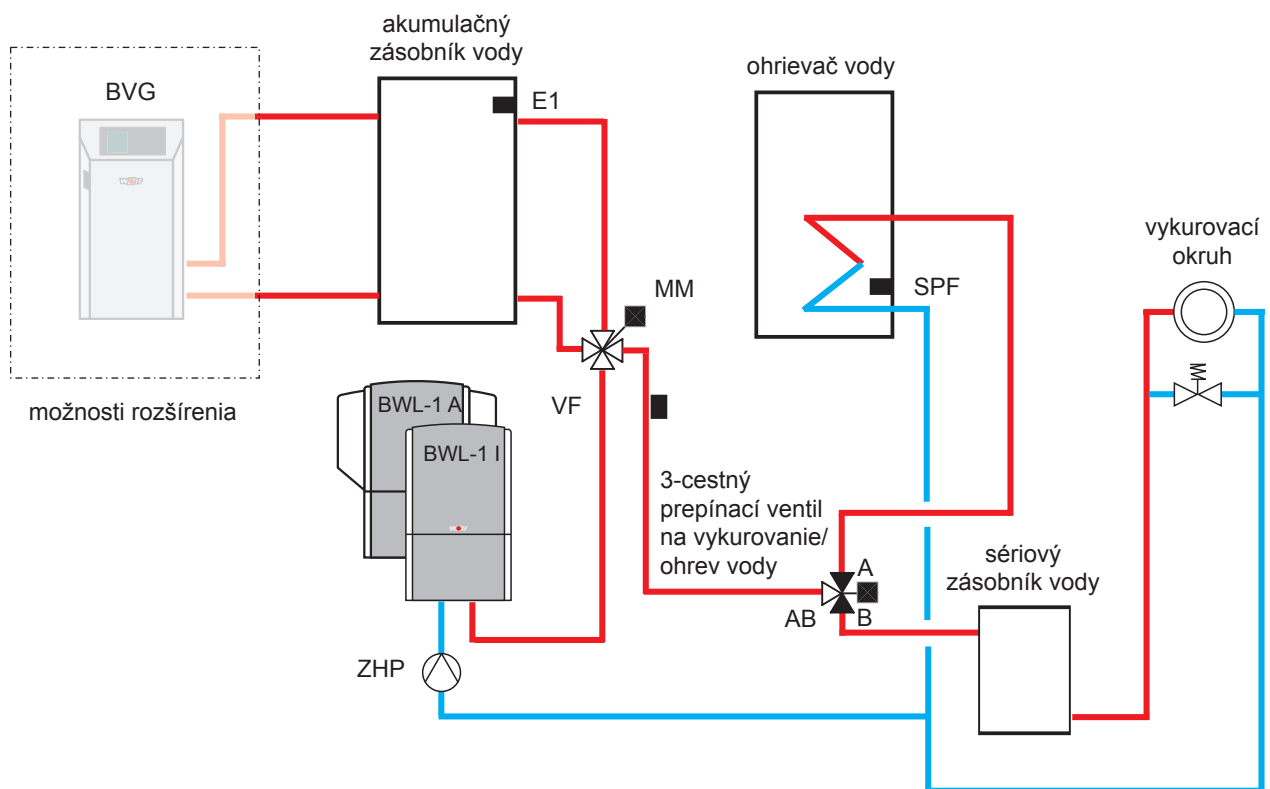 akumulačný
zásobník vody
BVG
E1
ohrievač vody
vykurovací
okruh
SPF
MM
možnosti rozšírenia
BWL-1 A
VF
BWL-1 I
3-cestný
prepínací ventil
na vykurovanie/
ohrev vody
sériový
zásobník vody
A
AB
B
ZHP